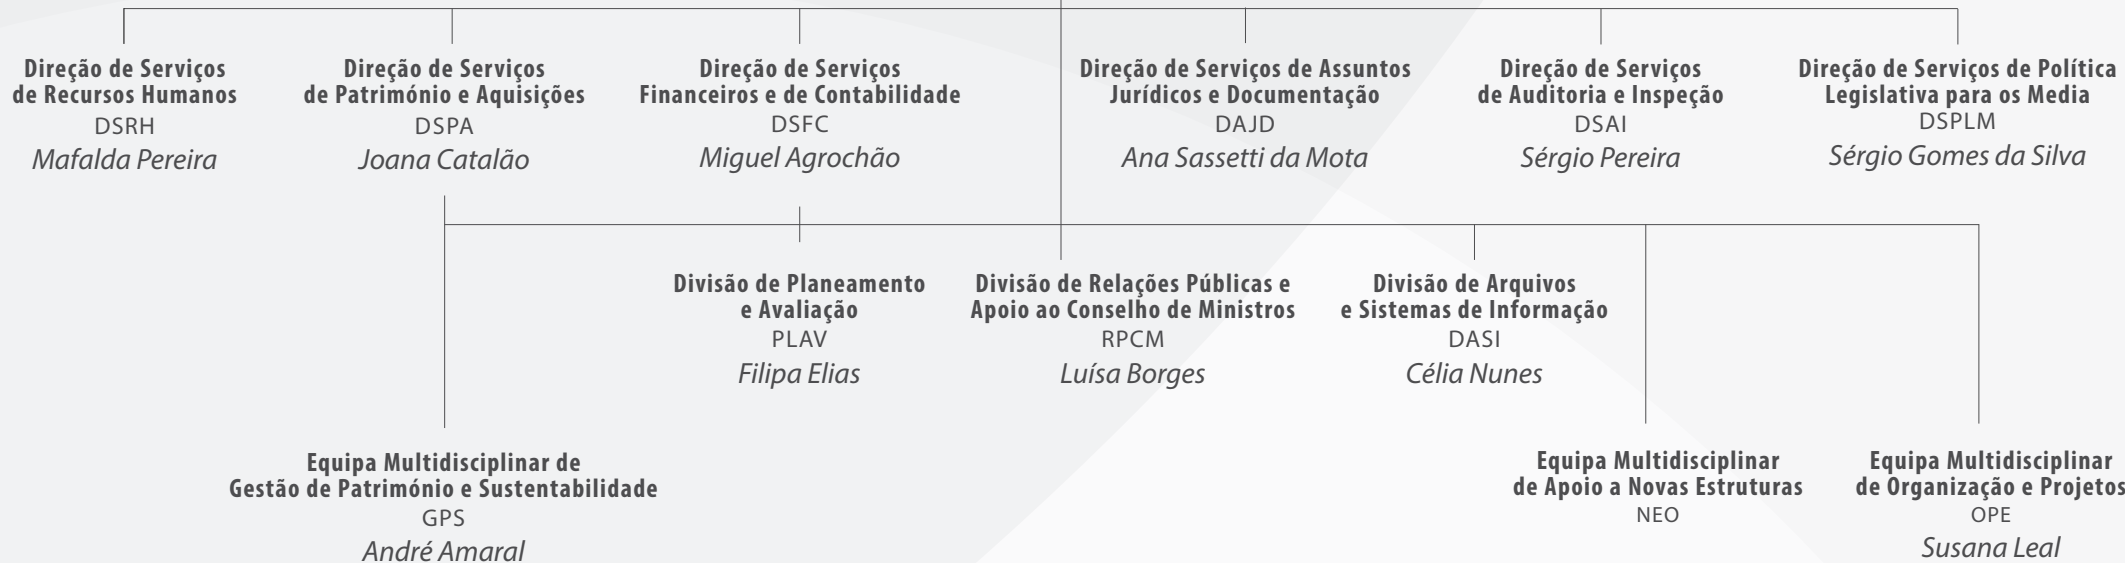 Direção de Serviços
de Recursos Humanos
DSRH
Mafalda Pereira
Direção de Serviços
de Património e Aquisições
DSPA
Joana Catalão
Direção de Serviços
Financeiros e de Contabilidade
DSFC
Miguel Agrochão
Direção de Serviços de Assuntos
Jurídicos e Documentação
DAJD
Ana Sassetti da Mota
Direção de Serviços
de Auditoria e Inspeção
DSAI
Sérgio Pereira
Direção de Serviços de Política
Legislativa para os Media
DSPLM
Sérgio Gomes da Silva
Divisão de Planeamento
e Avaliação
PLAV
Filipa Elias
Divisão de Relações Públicas e
Apoio ao Conselho de Ministros
RPCM
Luísa Borges
Divisão de Arquivos
e Sistemas de Informação
DASI
Célia Nunes
Equipa Multidisciplinar de
Gestão de Património e Sustentabilidade
GPS
André Amaral
Equipa Multidisciplinar
de Apoio a Novas Estruturas
NEO
Equipa Multidisciplinar
de Organização e Projetos
OPE
Susana Leal